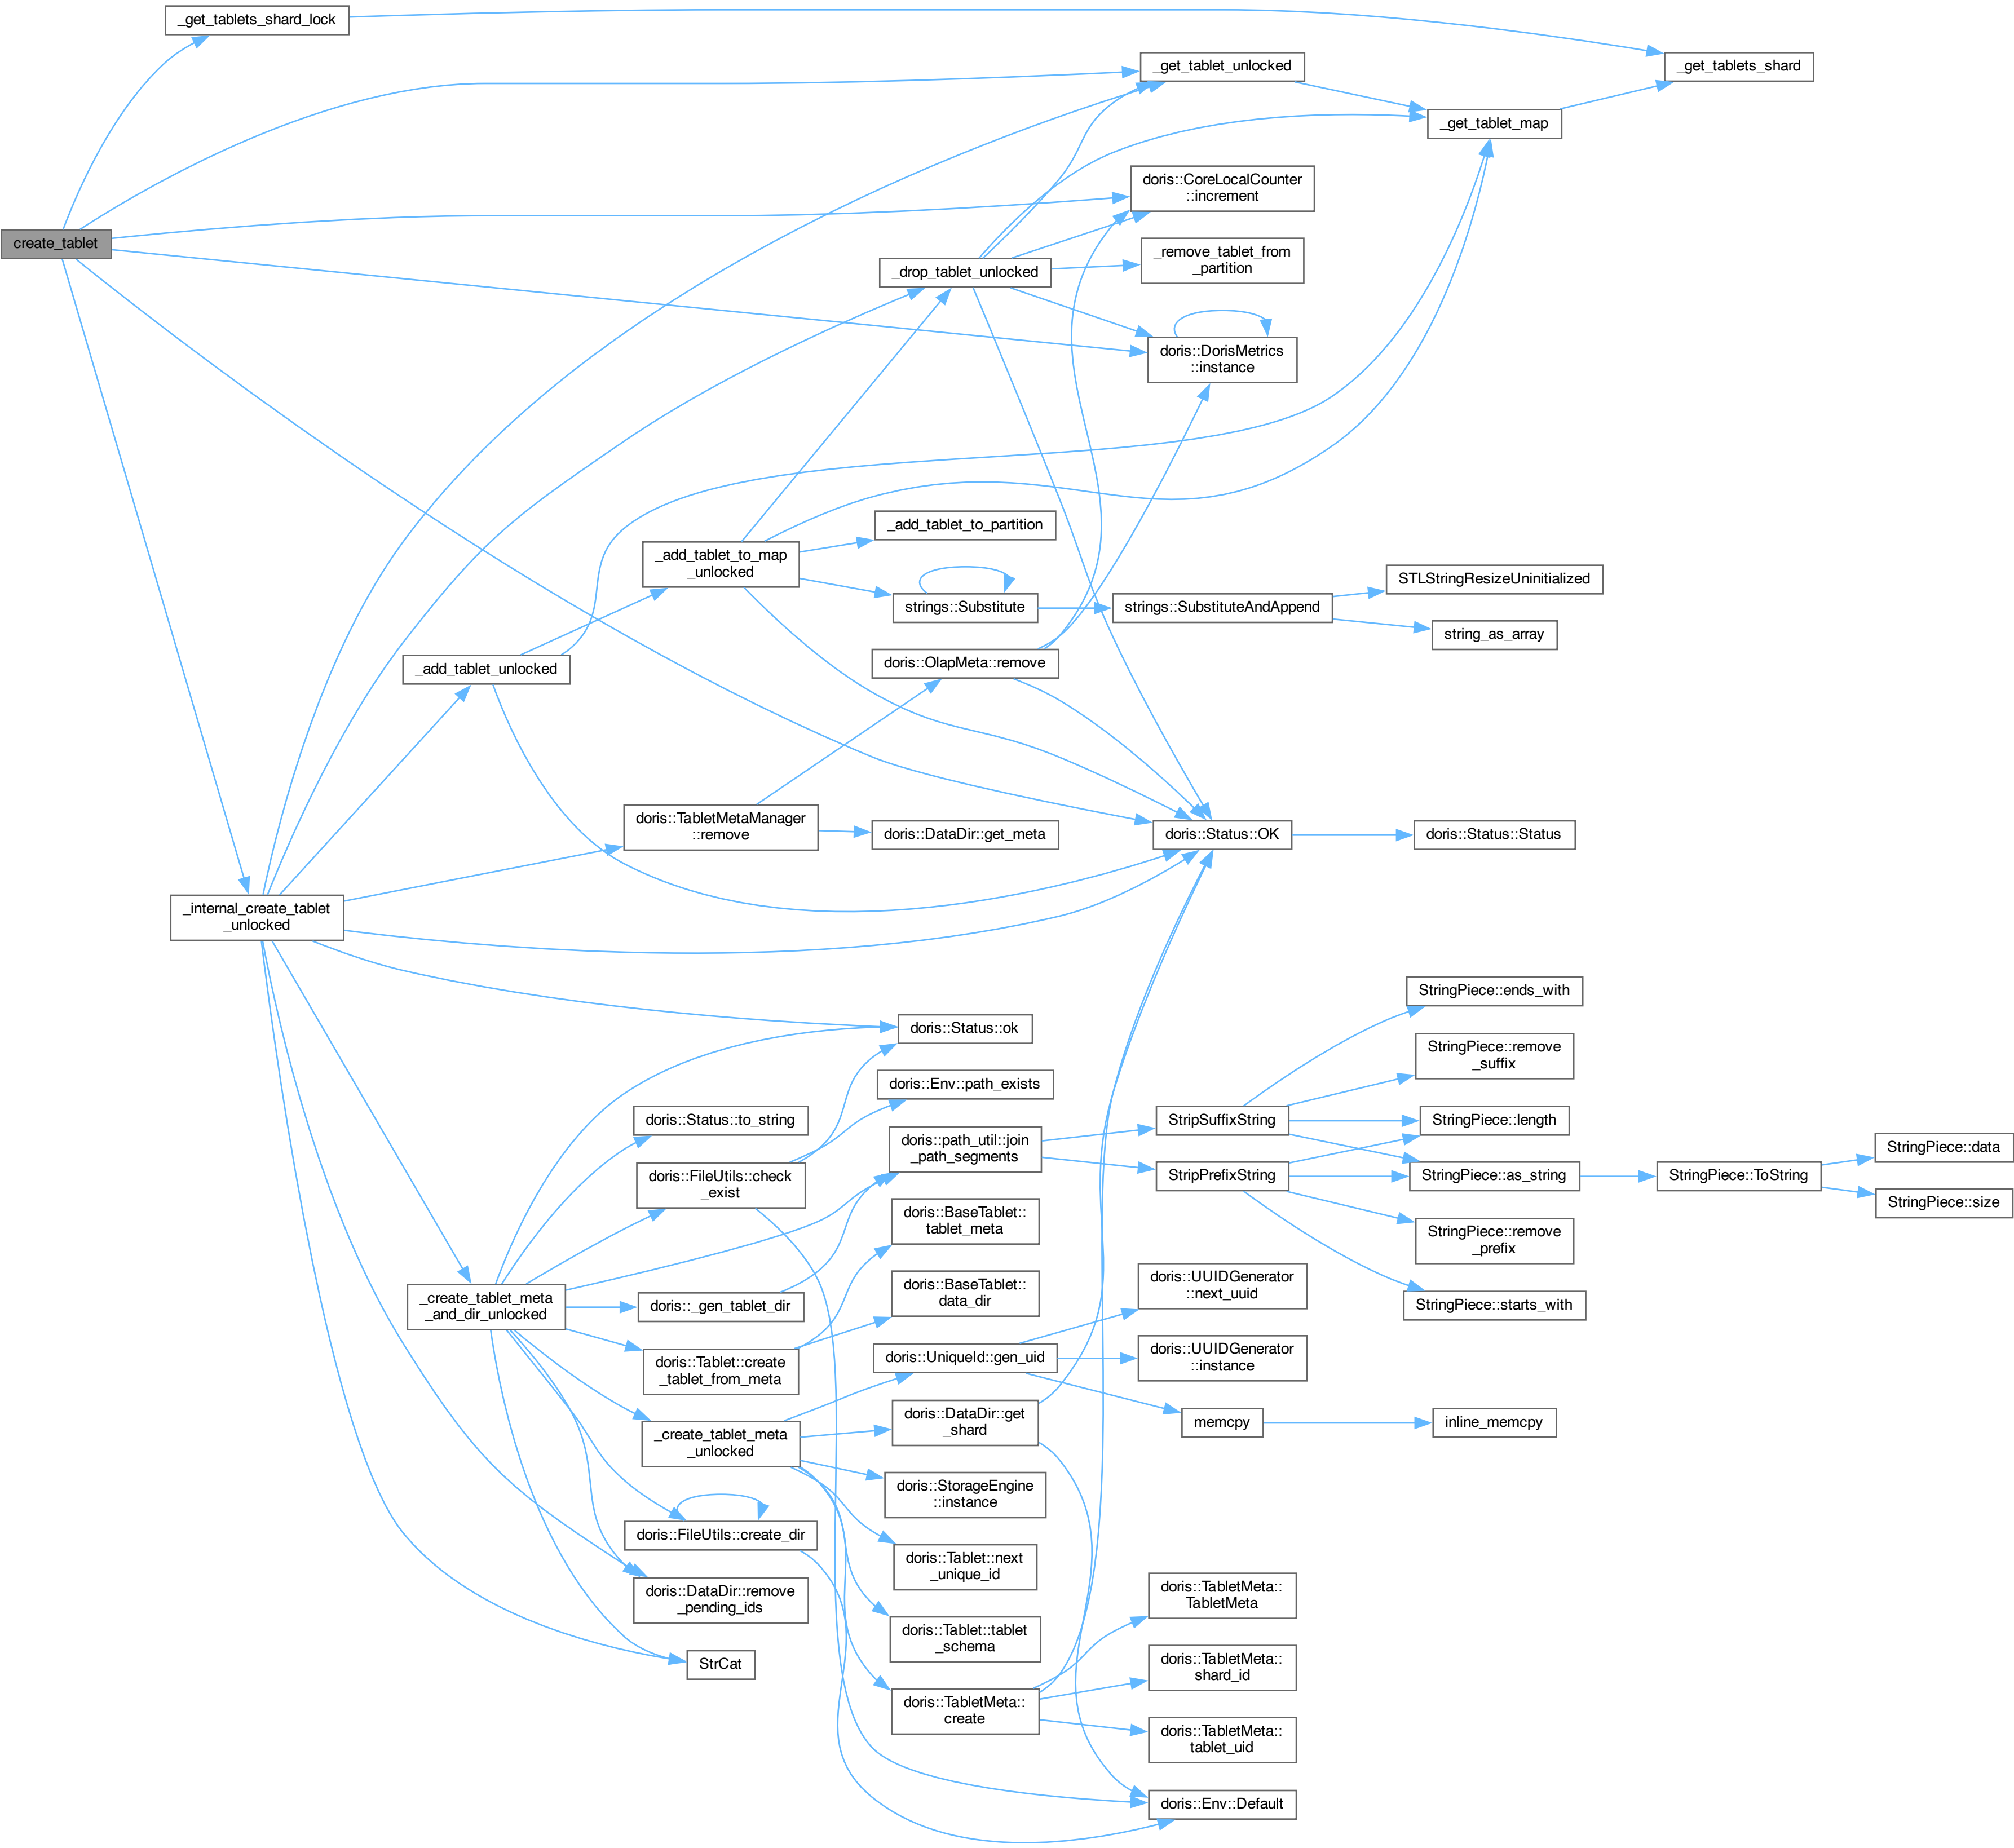 _get_tablets_shard_lock
_get_tablet_unlocked
_get_tablets_shard
_get_tablet_map
doris::CoreLocalCounter
::increment
create_tablet
_drop_tablet_unlocked
_remove_tablet_from
_partition
doris::DorisMetrics
::instance
_add_tablet_to_partition
_add_tablet_to_map
_unlocked
STLStringResizeUninitialized
strings::Substitute
strings::SubstituteAndAppend
string_as_array
_add_tablet_unlocked
doris::OlapMeta::remove
doris::TabletMetaManager
::remove
doris::DataDir::get_meta
doris::Status::OK
doris::Status::Status
_internal_create_tablet
_unlocked
StringPiece::ends_with
doris::Status::ok
StringPiece::remove
_suffix
doris::Env::path_exists
doris::Status::to_string
StripSuffixString
StringPiece::length
doris::path_util::join
_path_segments
StringPiece::data
doris::FileUtils::check
_exist
StripPrefixString
StringPiece::as_string
StringPiece::ToString
StringPiece::size
doris::BaseTablet::
tablet_meta
StringPiece::remove
_prefix
_create_tablet_meta
_and_dir_unlocked
doris::_gen_tablet_dir
doris::BaseTablet::
data_dir
doris::UUIDGenerator
::next_uuid
StringPiece::starts_with
doris::Tablet::create
_tablet_from_meta
doris::UniqueId::gen_uid
doris::UUIDGenerator
::instance
_create_tablet_meta
_unlocked
doris::DataDir::get
_shard
memcpy
inline_memcpy
doris::StorageEngine
::instance
doris::FileUtils::create_dir
doris::Tablet::next
_unique_id
doris::DataDir::remove
_pending_ids
doris::TabletMeta::
TabletMeta
doris::Tablet::tablet
_schema
StrCat
doris::TabletMeta::
shard_id
doris::TabletMeta::
create
doris::TabletMeta::
tablet_uid
doris::Env::Default